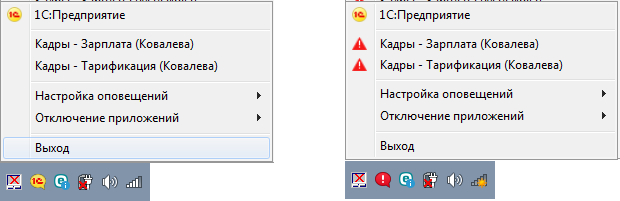 1С:Предприятие
Кадры - Зарплата (Ковалева)
Кадры - Тарификация (Ковалева)
Настройка оповещений
Отключение приложений
Выход
1С:Предприятие
Кадры - Зарплата (Ковалева)
Кадры - Тарификация (Ковалева)
Настройка оповещений
Отключение приложений
Выход